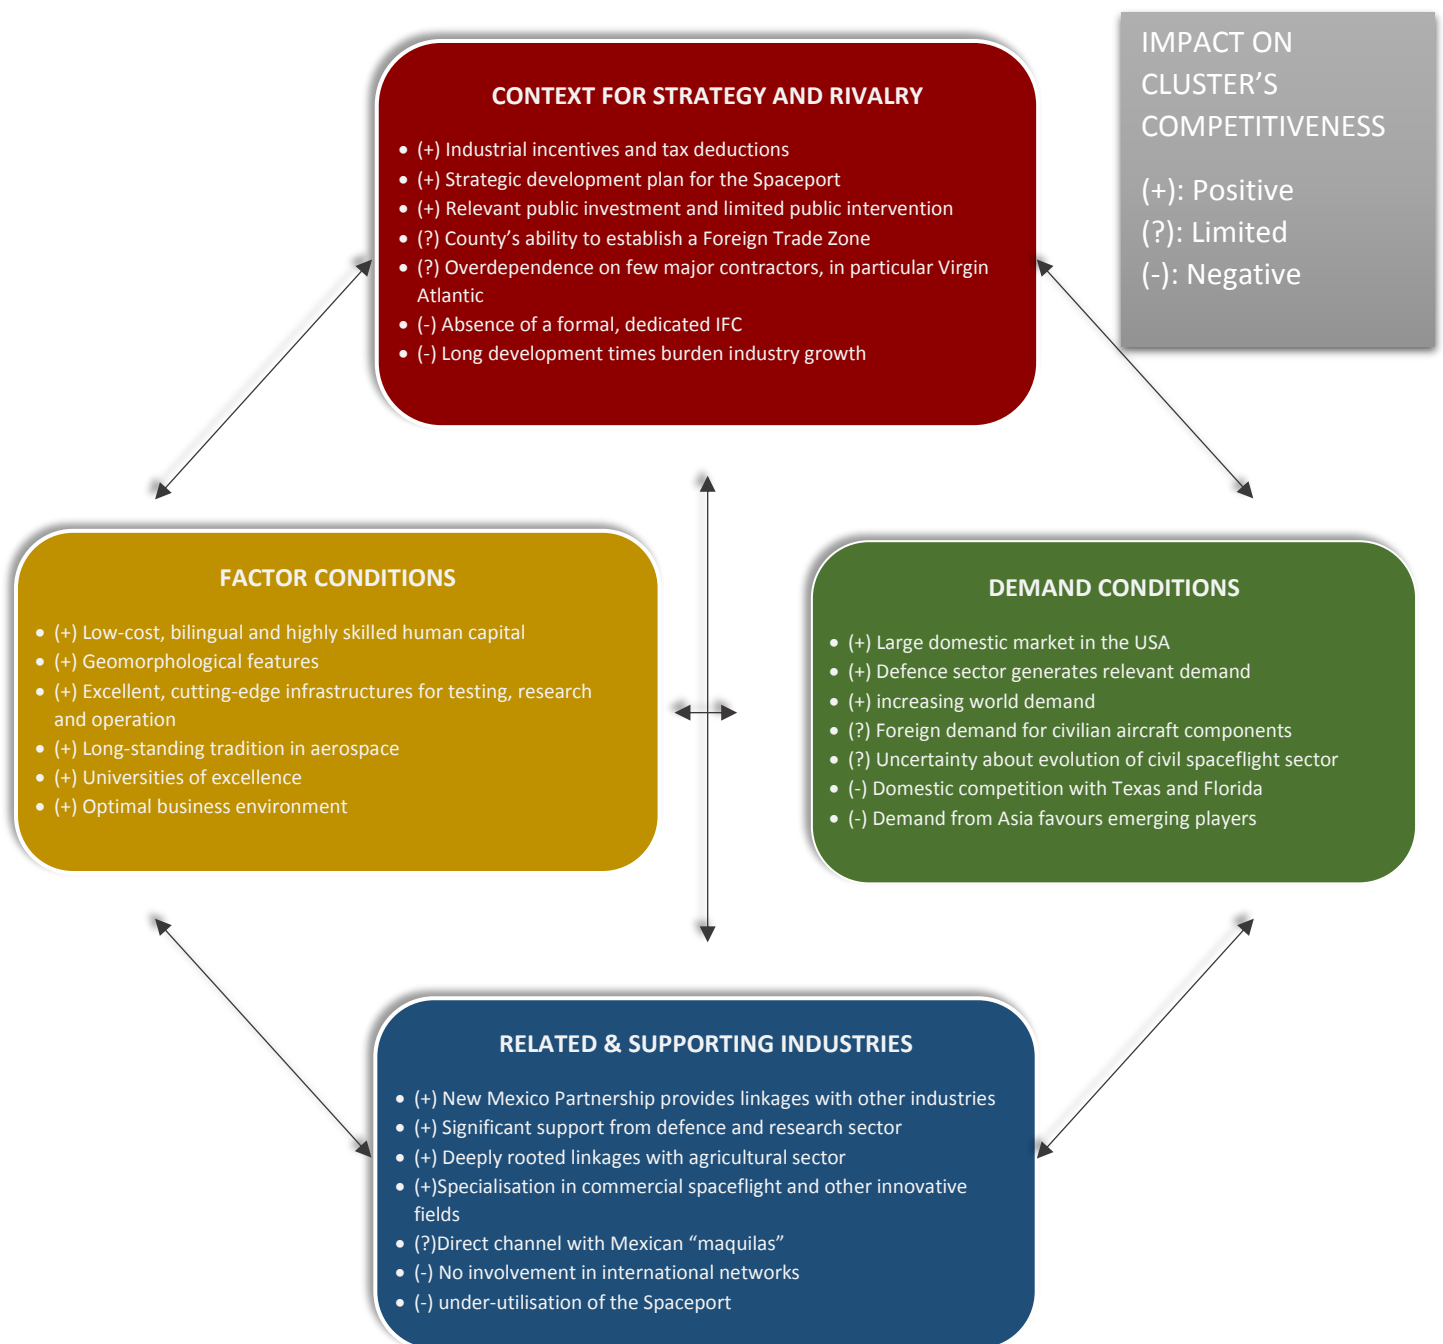 CONTEXT FOR STRATEGY AND RIVALRY
• (+) Industrial incentives and tax deductions
• (+) Strategic development plan for the Spaceport
• (+) Relevant public investment and limited public intervention
• (?) County's ability to establish a Foreign Trade Zone
• (?) Overdependence on few major contractors, in particular Virgin
Atlantic
• (-) Absence of a formal, dedicated IFC
• (-) Long development times burden industry growth
IMPACT ON
CLUSTER'S
COMPETITIVENESS
(+): Positive
(?): Limited
(-): Negative
FACTOR CONDITIONS
• (+) Low-cost, bilingual and highly skilled human capital
• (+) Geomorphological features
• (+) Excellent, cutting-edge infrastructures for testing, research
and operation
• (+) Long-standing tradition in aerospace
• (+) Universities of excellence
• (+) Optimal business environment
DEMAND CONDITIONS
• (+) Large domestic market in the USA
• (+) Defence sector generates relevant demand
• (+) increasing world demand
• (?) Foreign demand for civilian aircraft components
• (?) Uncertainty about evolution of civil spaceflight sector
• (-) Domestic competition with Texas and Florida
• (-) Demand from Asia favours emerging players
RELATED & SUPPORTING INDUSTRIES
• (+) New Mexico Partnership provides linkages with other industries
• (+) Significant support from defence and research sector
• (+) Deeply rooted linkages with agricultural sector
• (+)Specialisation in commercial spaceflight and other innovative
fields
• (?)Direct channel with Mexican “maquilas”
• (-) No involvement in international networks
• (-) under-utilisation of the Spaceport